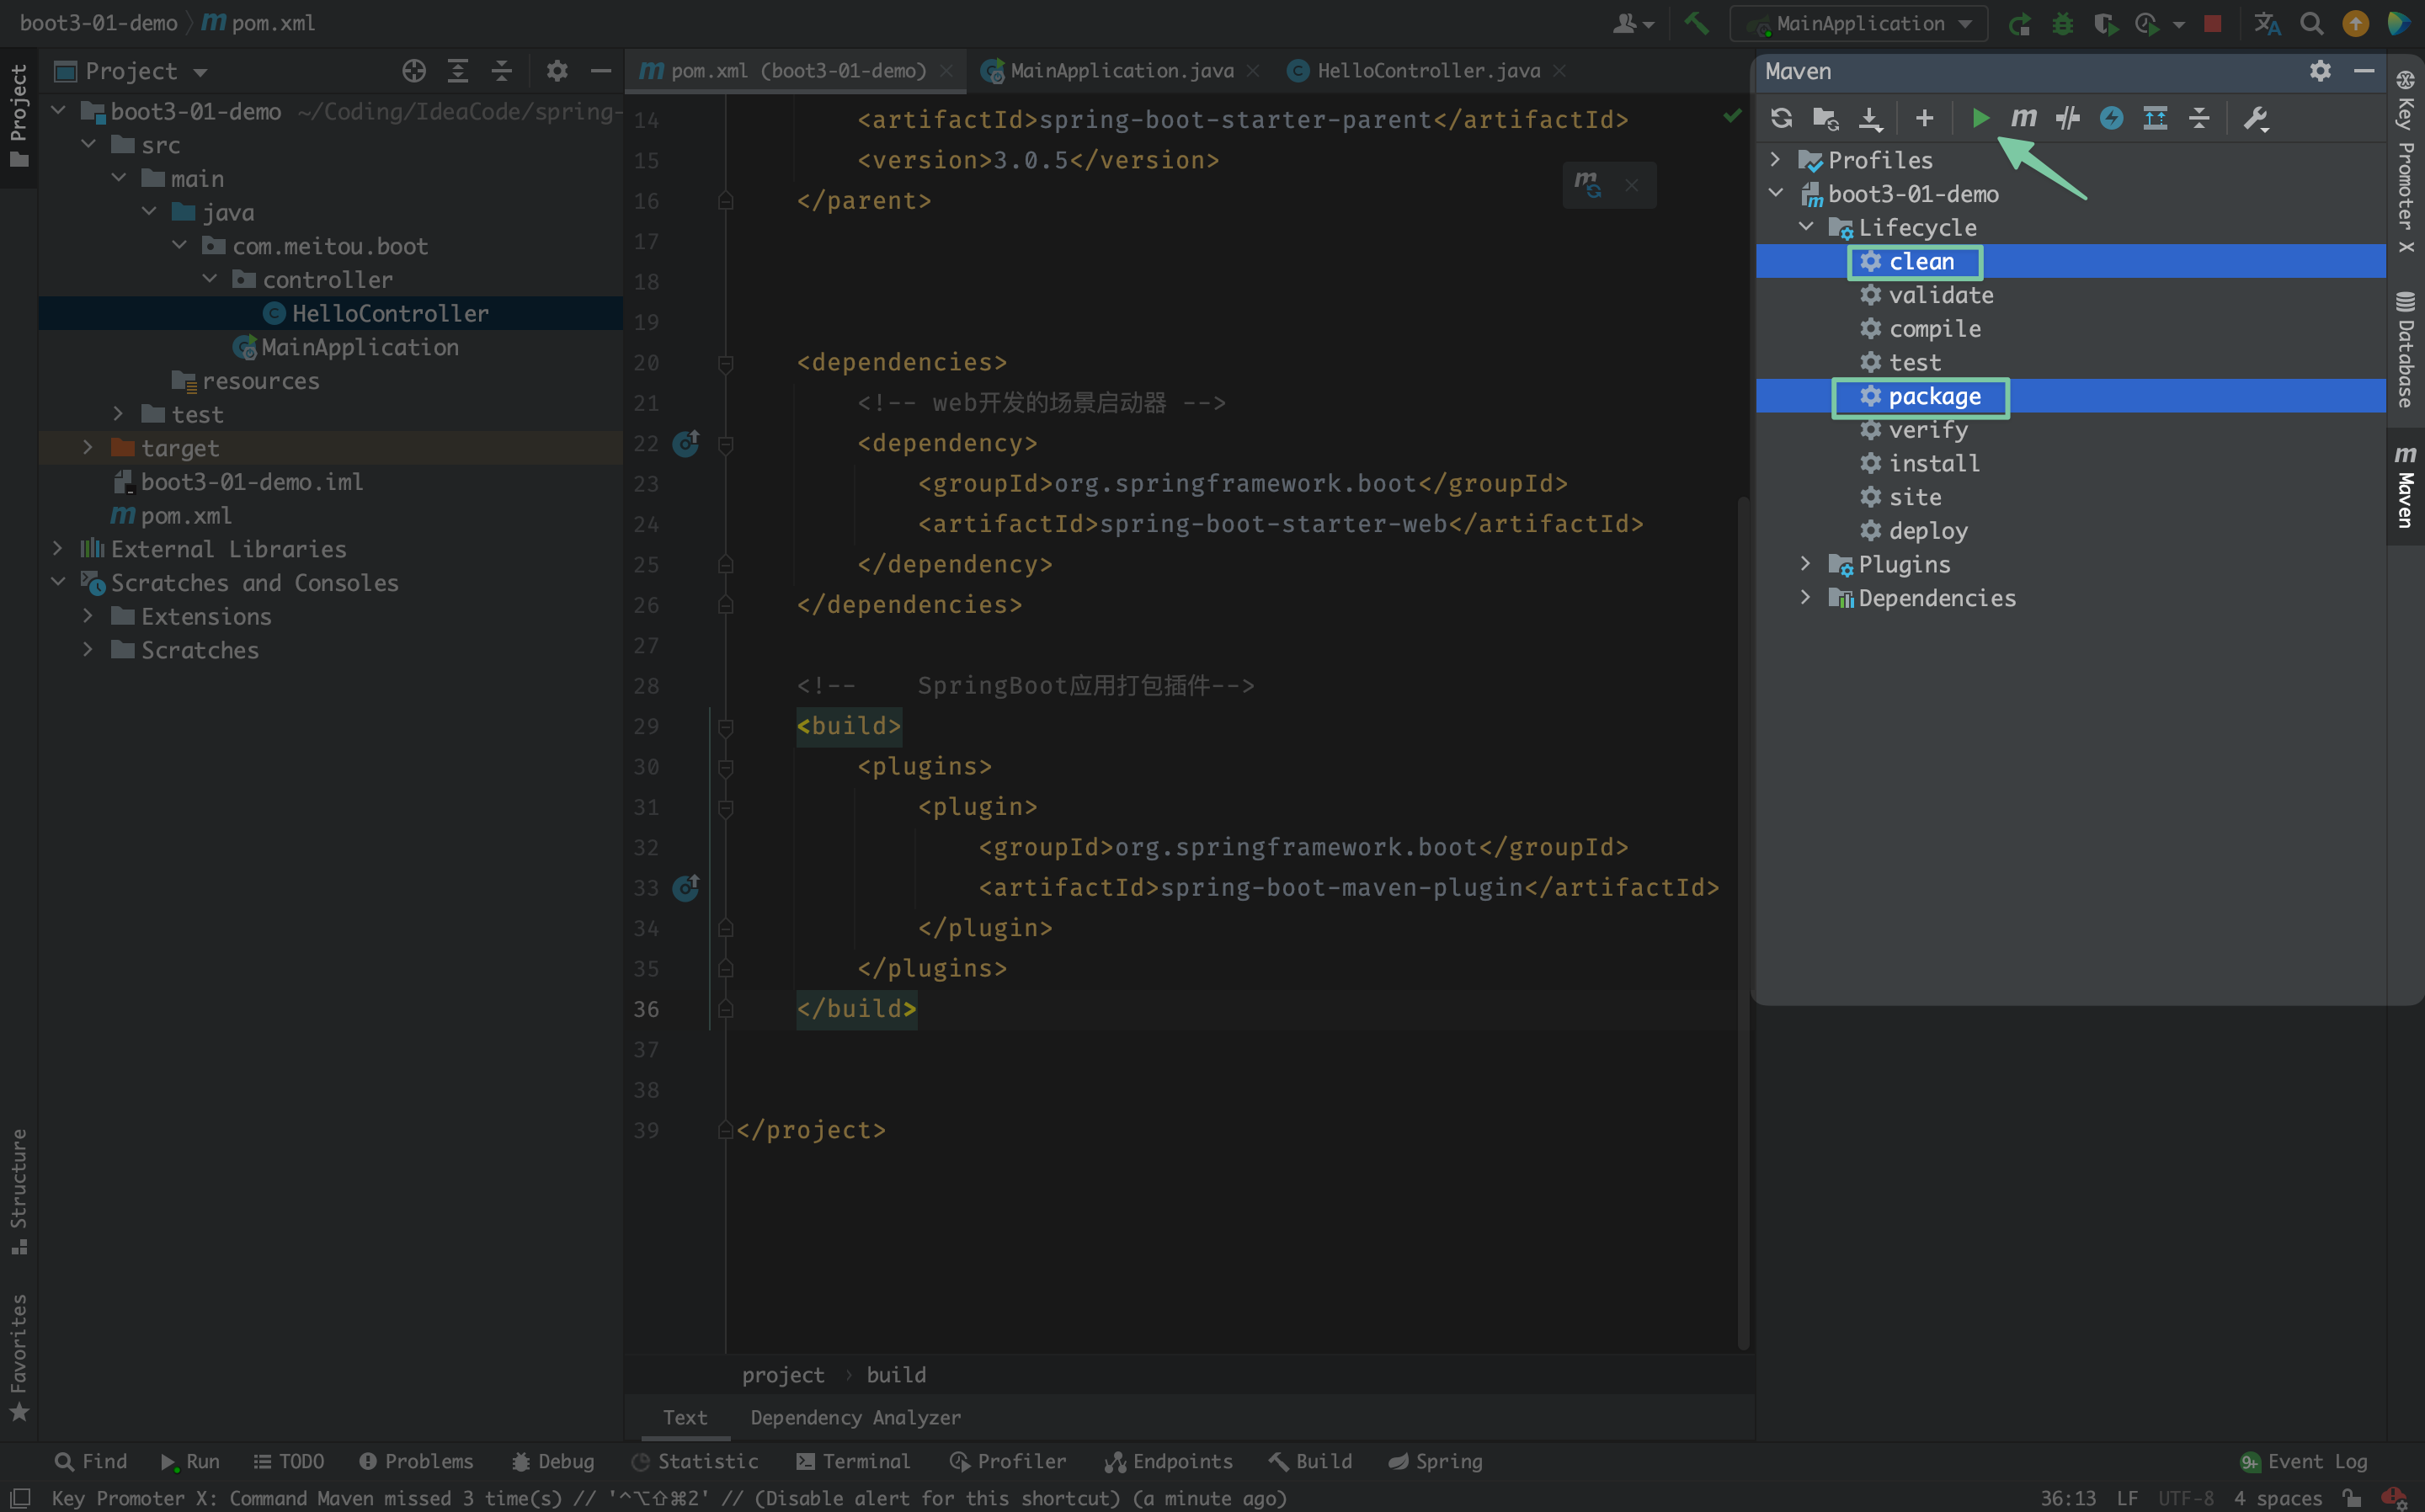 boot3-01-demo pom.xml
MainApplication
Project
pom.xml (boot3-01-demo)
MainApplication.java
HelloController.java
Maven
Project
boot3-01-demo ~/Coding/IdeaCode/spring-
src
main
java
com.meitou.boot
controller
HelloController
MainApplication
resources
test
target
boot3-01-demo.iml
pom.xml
External Libraries
Scratches and Consoles
Extensions
Scratches
Structure
Favorites
14 <artifactId>spring-boot-starter-parent</artifactId>
15 <version>3.0.5</version>
16 </parent>
17
18
19
20 <dependencies>
21 <!-- web开发的场景启动器 -->
22 <dependency>
23 <groupId>org.springframework.boot</groupId>
24 <artifactId>spring-boot-starter-web</artifactId>
25 </dependency>
26 </dependencies>
27
28 <!-- SpringBoot应用打包插件-->
29 <build>
30 <plugins>
31 <plugin>
32 <groupId>org.springframework.boot</groupId>
33 <artifactId>spring-boot-maven-plugin</artifactId>
34 </plugin>
35 </plugins>
36 </build>
37
38
39 </project>
project › build
Text Dependency Analyzer
Profiles
boot3-01-demo
Lifecycle
clean
validate
compile
test
package
verify
install
site
deploy
Plugins
Dependencies
Key Promoter X
Database
Maven
Find Run TODO Problems Debug Statistic Terminal Profiler Endpoints Build Spring 9+ Event Log
Key Promoter X: Command Maven missed 3 time(s) // '^⌥⇧⌘2' // (Disable alert for this shortcut) (a minute ago) 36:13 LF UTF-8 4 spaces